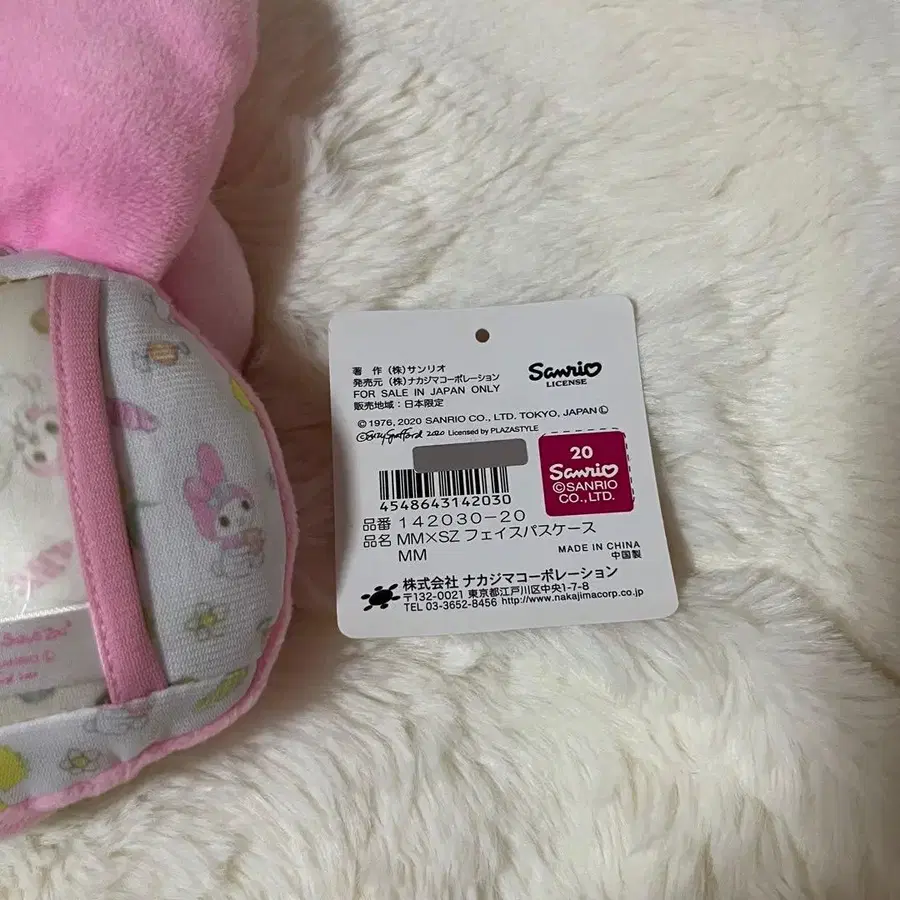 著 作 (株)サンリオ
発売元 (株)ナカジマコーポレーション
FOR SALE IN JAPAN ONLY
販売地域:日本限定
Sanrio
LICENSE
©1976, 2020 SANRIO CO., LTD. TOKYO, JAPAN Ⓛ
©Suzy Spafford 2020 Licensed by PLAZASTYLE
20
Sanrio
©SANRIO
CO.,LTD.
4548643142030
品番 142030-20
品名 MM×SZ フェイスパスケース
MM
MADE IN CHINA
中国製
株式会社 ナカジマコーポレーション
〒132-0021 東京都江戸川区中央1-7-8
TEL 03-3652-8456 http://www.nakajimacorp.co.jp